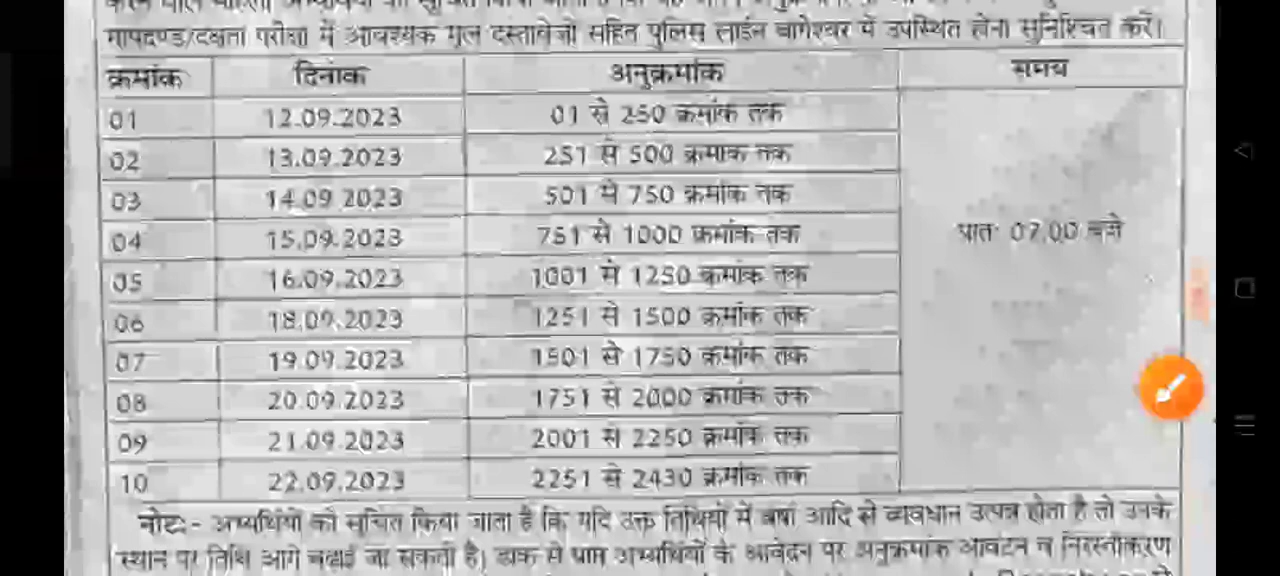 मापदण्ड/दक्षता परीक्षा में आवश्यक मूल दस्तावेजो सहित पुलिस लाईन बागेश्वर में उपस्थित होना सुनिश्चित करें।
क्रमांक दिनांक अनुक्रमांक समय
01 12.09.2023 01 से 250 क्रमांक तक
02 13.09.2023 251 से 500 क्रमांक तक
03 14.09.2023 501 से 750 क्रमांक तक
04 15.09.2023 751 से 1000 क्रमांक तक प्रातः 07.00 बजे
05 16.09.2023 1001 से 1250 क्रमांक तक
06 18.09.2023 1251 से 1500 क्रमांक तक
07 19.09.2023 1501 से 1750 क्रमांक तक
08 20.09.2023 1751 से 2000 क्रमांक तक
09 21.09.2023 2001 से 2250 क्रमांक तक
10 22.09.2023 2251 से 2430 क्रमांक तक
नोटः- अभ्यर्थियों को सूचित किया जाता है कि यदि उक्त तिथियों में वर्षा आदि से व्यवधान उत्पन्न होता है तो उनके
स्थान पर तिथि आगे बढाई जा सकती है। डाक से प्राप्त अभ्यर्थियों के आवेदन पर अनुक्रमांक आवंटन व निरस्तीकरण